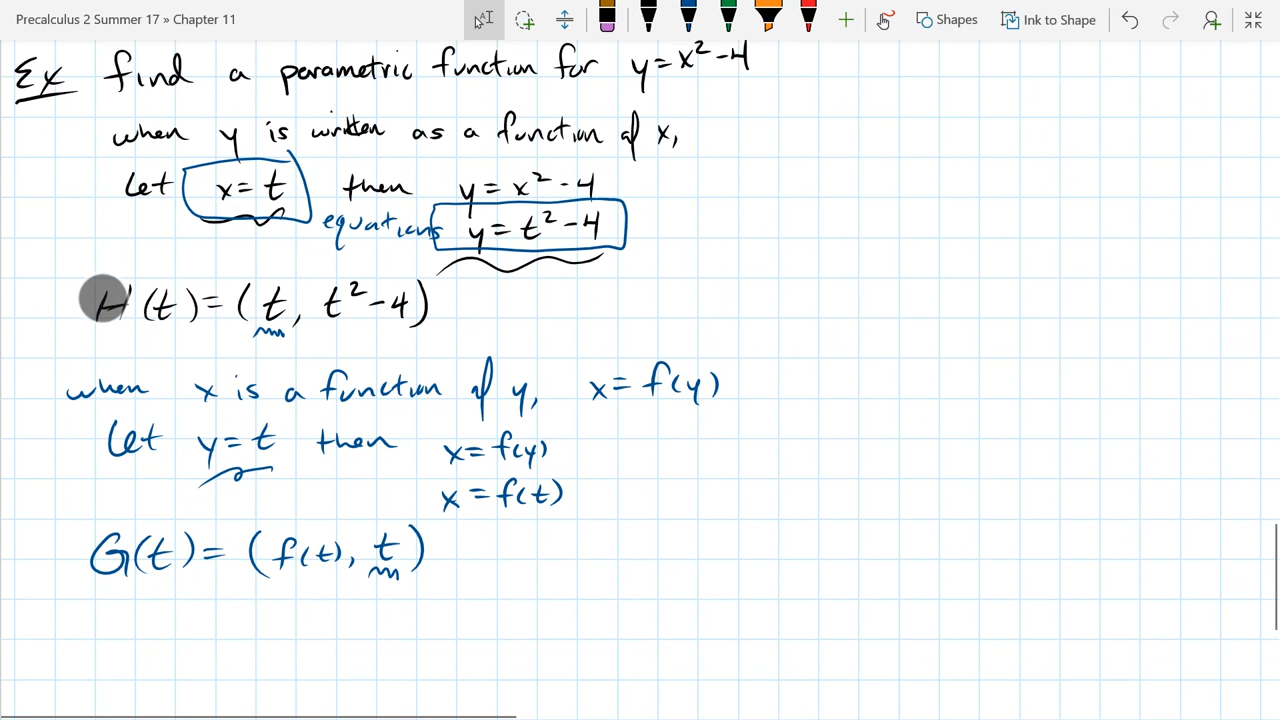 Precalculus 2 Summer 17 » Chapter 11
Shapes
Ink to Shape
Ex find a parametric function for y = x² - 4
when y is written as a function of x,
Let x = t then y = x² - 4
equations y = t² - 4
H(t) = (t, t² - 4)
when x is a function of y, x = f(y)
Let y = t then x = f(y)
x = f(t)
G(t) = (f(t), t)